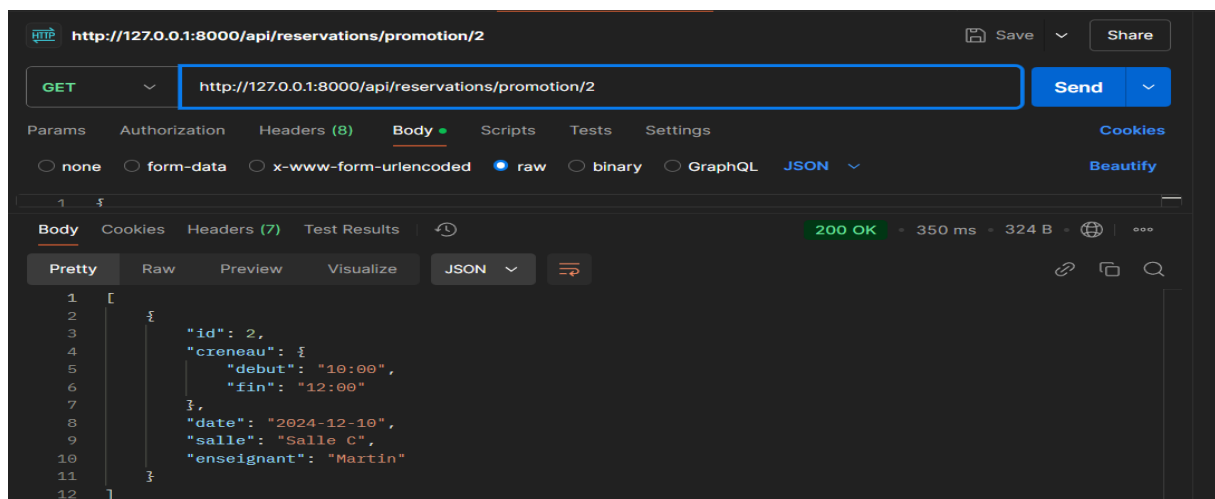 HTTP http://127.0.0.1:8000/api/reservations/promotion/2 Save Share
GET http://127.0.0.1:8000/api/reservations/promotion/2 Send
Params Authorization Headers (8) Body Scripts Tests Settings Cookies
none form-data x-www-form-urlencoded raw binary GraphQL JSON Beautify
1 {
Body Cookies Headers (7) Test Results 200 OK 350 ms 324 B
Pretty Raw Preview Visualize JSON
1 [
2 {
3 "id": 2,
4 "creneau": {
5 "debut": "10:00",
6 "fin": "12:00"
7 },
8 "date": "2024-12-10",
9 "salle": "Salle C",
10 "enseignant": "Martin"
11 }
12 ]